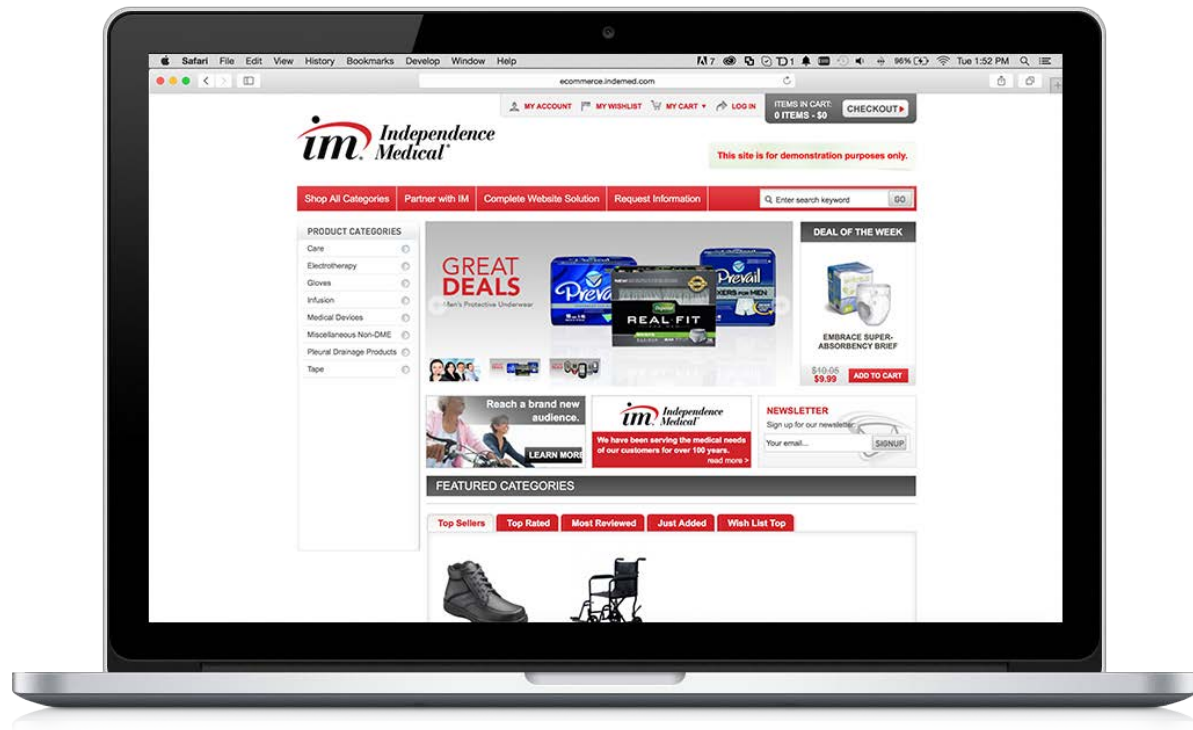 Safari File Edit View History Bookmarks Develop Window Help
7
1
96%
Tue 1:52 PM
ecommerce.indemed.com
MY ACCOUNT
MY WISHLIST
MY CART
LOG IN
ITEMS IN CART:
0 ITEMS - $0
CHECKOUT
im. Independence
Medical
This site is for demonstration purposes only.
Shop All Categories
Partner with IM
Complete Website Solution
Request Information
Enter search keyword
GO
PRODUCT CATEGORIES
Care
Electrotherapy
Gloves
Infusion
Medical Devices
Miscellaneous Non-DME
Pleural Drainage Products
Tape
GREAT
DEALS
Men's Protective Underwear
Prevail
REAL FIT
Prevail
BOXERS FOR MEN
DEAL OF THE WEEK
EMBRACE SUPER-
ABSORBENCY BRIEF
$10.05
$9.99
ADD TO CART
Reach a brand new
audience.
LEARN MORE
im. Independence
Medical
We have been serving the medical needs
of our customers for over 100 years.
read more >
NEWSLETTER
Sign up for our newsletter:
Your email...
SIGNUP
FEATURED CATEGORIES
Top Sellers
Top Rated
Most Reviewed
Just Added
Wish List Top